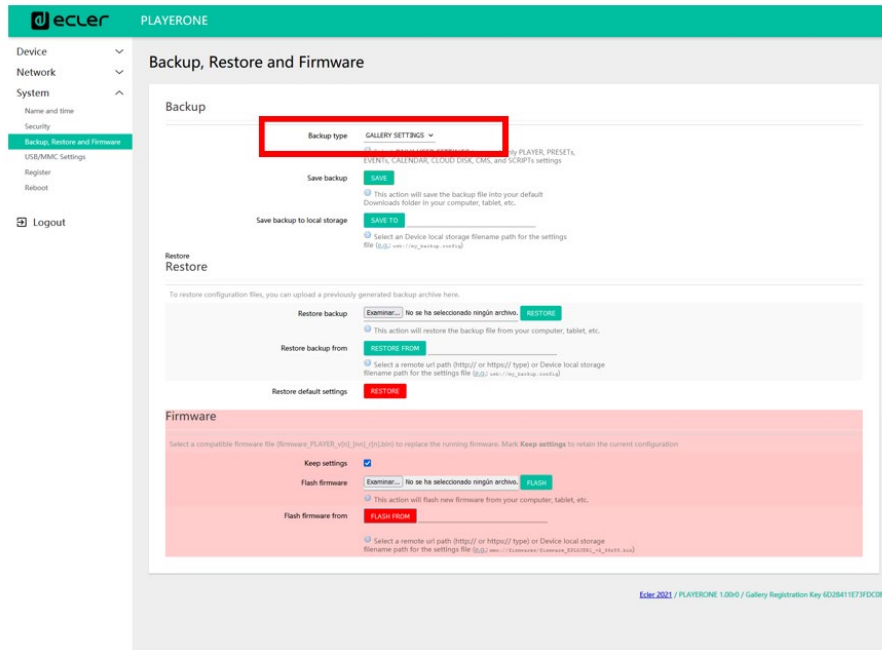 ecler PLAYERONE
Device
Network
System
Name and time
Security
Backup, Restore and Firmware
USB/MMC Settings
Register
Reboot
Logout
Backup, Restore and Firmware
Backup
Backup type GALLERY SETTINGS
PLAYER, PRESETs,
EVENTs, CALENDAR, CLOUD DISK, CMS, and SCRIPTs settings
Save backup SAVE
This action will save the backup file into your default
Downloads folder in your computer, tablet, etc.
Save backup to local storage SAVE TO
Select an Device local storage filename path for the settings
file (e.g.: usb://my_backup.config)
Restore
Restore
To restore configuration files, you can upload a previously generated backup archive here.
Restore backup Examinar... No se ha seleccionado ningún archivo. RESTORE
This action will restore the backup file from your computer, tablet, etc.
Restore backup from RESTORE FROM
Select a remote url path (http:// or https:// type) or Device local storage
filename path for the settings file (e.g.: usb://my_backup.config)
Restore default settings RESTORE
Firmware
Select a compatible firmware file (firmware_PLAYER_v[n]_[nn]_r[n].bin) to replace the running firmware. Mark Keep settings to retain the current configuration
Keep settings
Flash firmware Examinar... No se ha seleccionado ningún archivo. FLASH
This action will flash new firmware from your computer, tablet, etc.
Flash firmware from FLASH FROM
Select a remote url path (http:// or https:// type) or Device local storage
filename path for the settings file (e.g.:
Ecler 2021 / PLAYERONE 1.00r0 / Gallery Registration Key